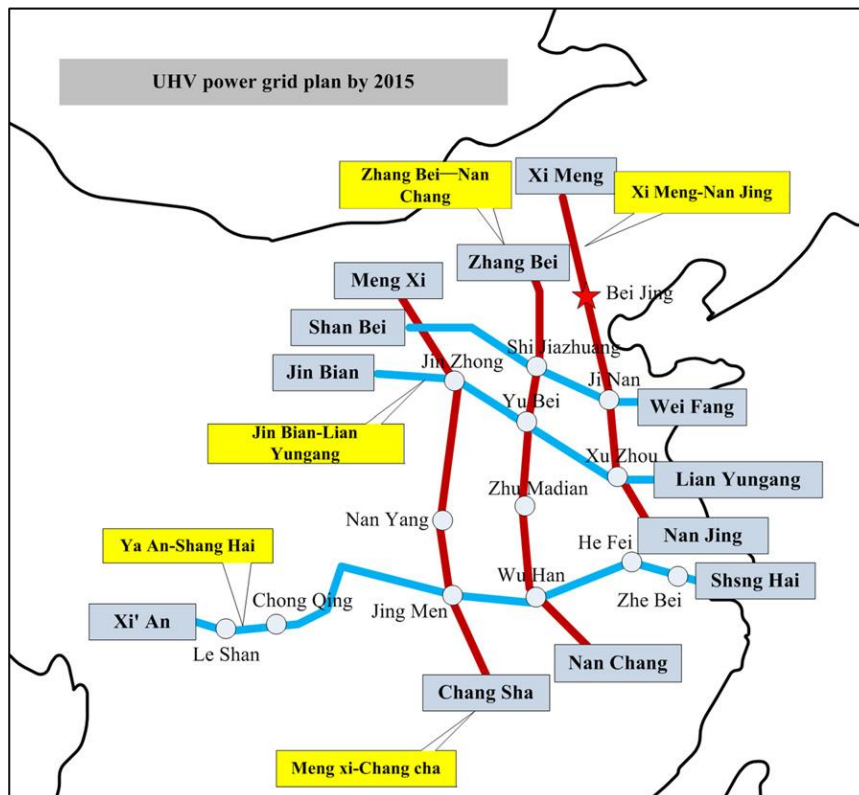 UHV power grid plan by 2015
Zhang Bei—Nan
Chang
Xi Meng
Xi Meng-Nan Jing
Zhang Bei
Meng Xi
Bei Jing
Shan Bei
Shi Jiazhuang
Jin Zhong
Jin Bian
Ji Nan
Yu Bei
Wei Fang
Jin Bian-Lian
Yungang
Xu Zhou
Lian Yungang
Zhu Madian
Nan Yang
Nan Jing
He Fei
Ya An-Shang Hai
Wu Han
Shsng Hai
Chong Qing
Zhe Bei
Jing Men
Xi' An
Le Shan
Nan Chang
Chang Sha
Meng xi-Chang cha